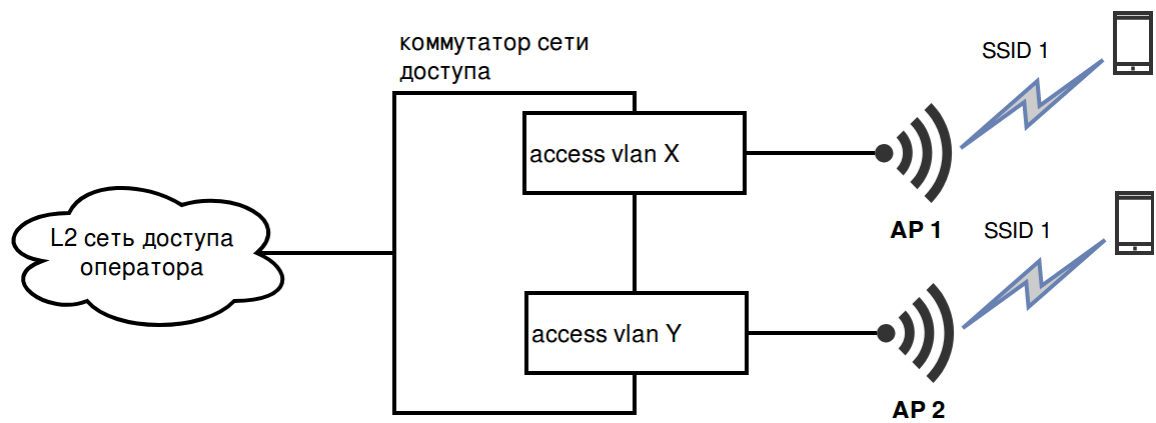 коммутатор сети
доступа
SSID 1
access vlan X
AP 1
L2 сеть доступа
оператора
SSID 1
access vlan Y
AP 2